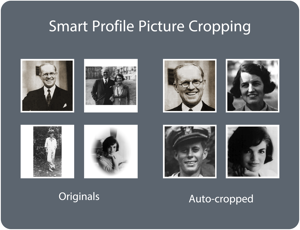 Smart Profile Picture Cropping
Originals
Auto-cropped